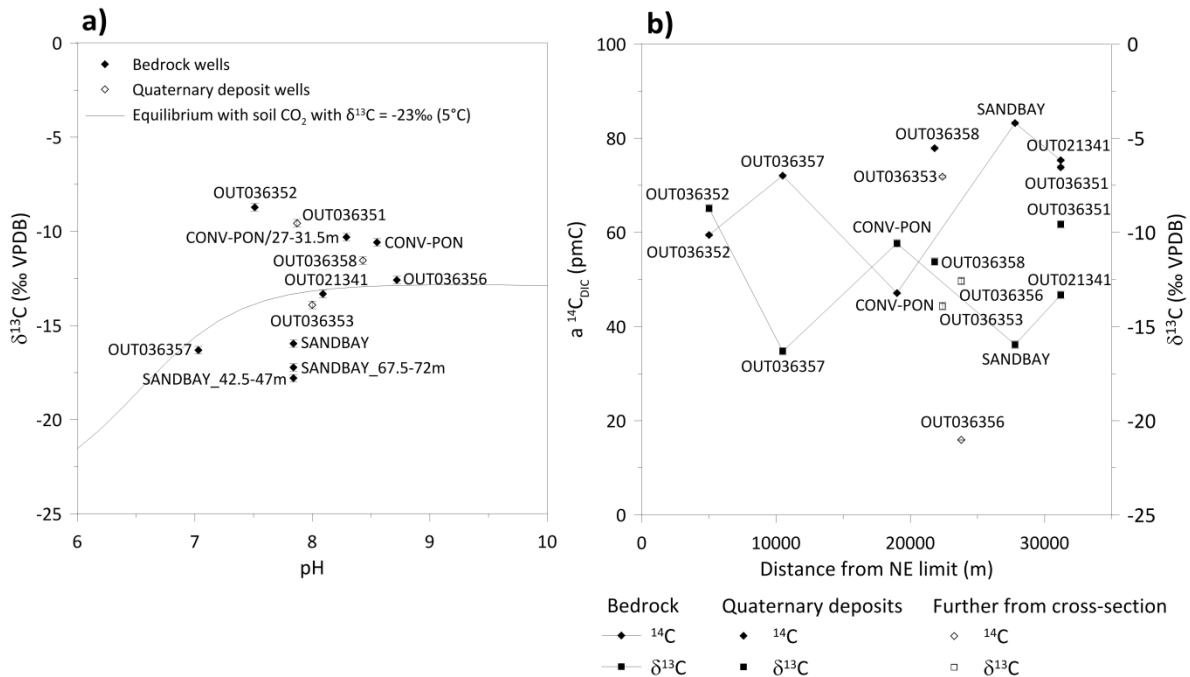 a)
0
-5
-10
-15
-20
-25
δ¹³C (‰ VPDB)
Bedrock wells
Quaternary deposit wells
Equilibrium with soil CO₂ with δ¹³C = -23‰ (5°C)
OUT036352
OUT036351
CONV-PON/27-31.5m
CONV-PON
OUT036358
OUT021341
OUT036356
OUT036353
OUT036357
SANDBAY
SANDBAY_67.5-72m
SANDBAY_42.5-47m
6
7
8
9
10
pH
b)
100
80
60
40
20
0
a ¹⁴C_DIC (pmC)
0
-5
-10
-15
-20
-25
δ¹³C (‰ VPDB)
SANDBAY
OUT036358
OUT021341
OUT036357
OUT036353
OUT036351
OUT036352
OUT036351
CONV-PON
OUT036352
OUT036358
OUT036356
OUT021341
CONV-PON
OUT036353
OUT036357
SANDBAY
OUT036356
0
10000
20000
30000
Distance from NE limit (m)
Bedrock
¹⁴C
δ¹³C
Quaternary deposits
¹⁴C
δ¹³C
Further from cross-section
¹⁴C
δ¹³C